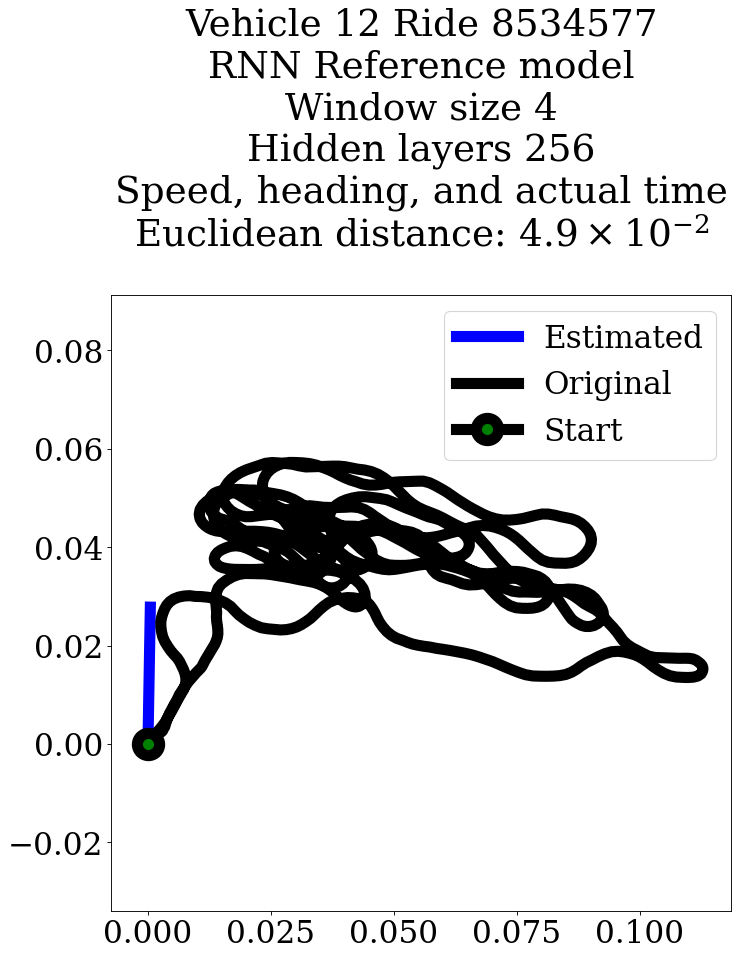 Vehicle 12 Ride 8534577
RNN Reference model
Window size 4
Hidden layers 256
Speed, heading, and actual time
Euclidean distance: 4.9 × 10⁻²
Estimated
Original
Start
0.08
0.06
0.04
0.02
0.00
−0.02
0.000 0.025 0.050 0.075 0.100